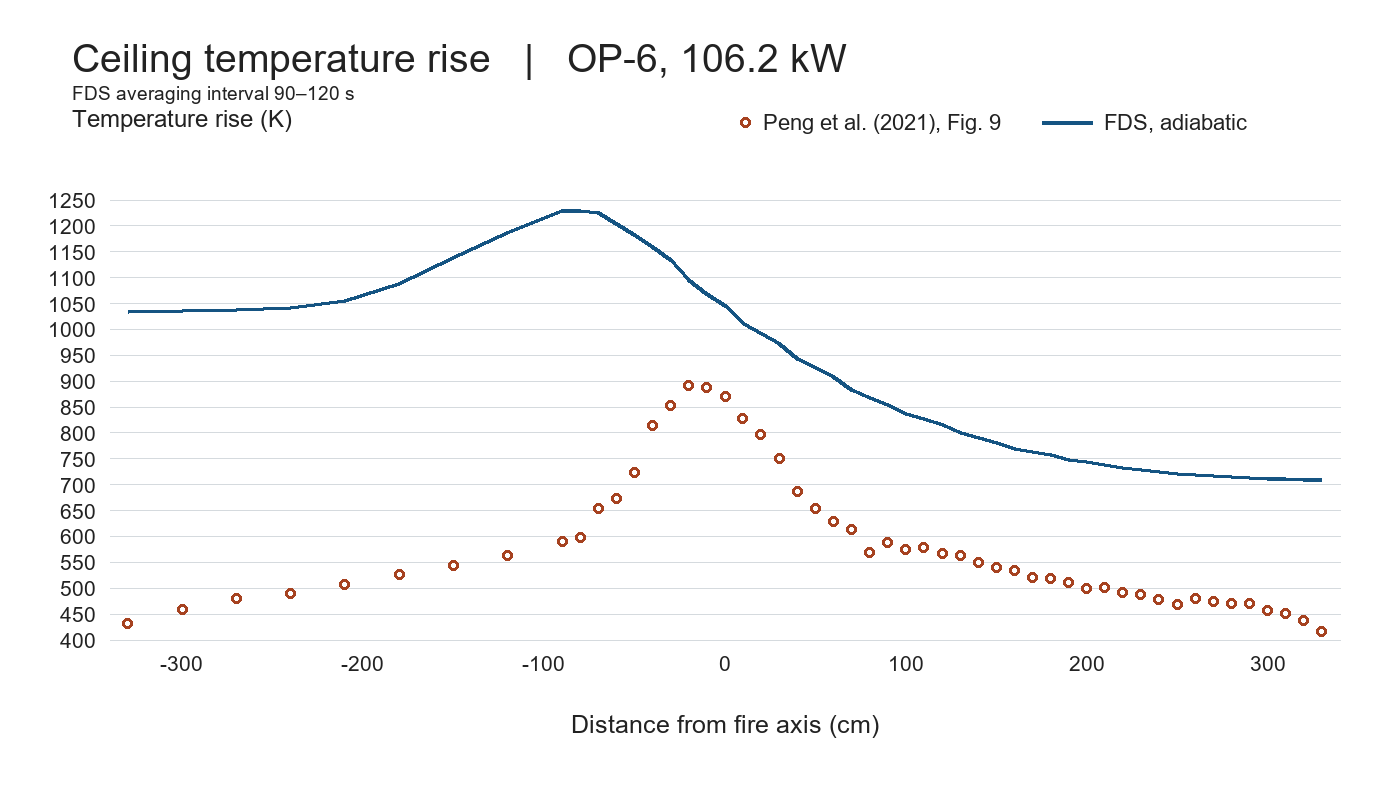 Ceiling temperature rise | OP-6, 106.2 kW
FDS averaging interval 90–120 s
Temperature rise (K)
Peng et al. (2021), Fig. 9
FDS, adiabatic
1250
1200
1150
1100
1050
1000
950
900
850
800
750
700
650
600
550
500
450
400
-300 -200 -100 0 100 200 300
Distance from fire axis (cm)